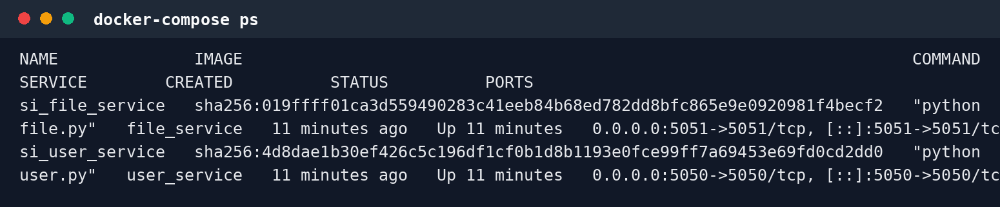 docker-compose ps
NAME              IMAGE                                                                     COMMAND
SERVICE        CREATED          STATUS          PORTS
si_file_service   sha256:019ffff01ca3d559490283c41eeb84b68ed782dd8bfc865e9e0920981f4becf2   "python
file.py"   file_service   11 minutes ago   Up 11 minutes   0.0.0.0:5051->5051/tcp, [::]:5051->5051/tc
si_user_service   sha256:4d8dae1b30ef426c5c196df1cf0b1d8b1193e0fce99ff7a69453e69fd0cd2dd0   "python
user.py"   user_service   11 minutes ago   Up 11 minutes   0.0.0.0:5050->5050/tcp, [::]:5050->5050/tc